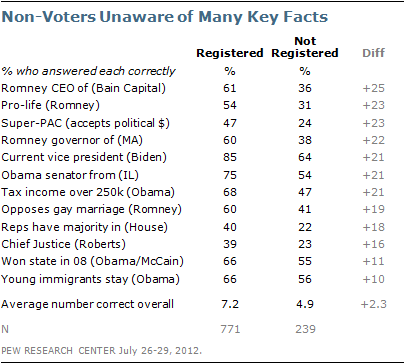 Non-Voters Unaware of Many Key Facts
Registered Not Registered Diff
% who answered each correctly % %
Romney CEO of (Bain Capital) 61 36 +25
Pro-life (Romney) 54 31 +23
Super-PAC (accepts political $) 47 24 +23
Romney governor of (MA) 60 38 +22
Current vice president (Biden) 85 64 +21
Obama senator from (IL) 75 54 +21
Tax income over 250k (Obama) 68 47 +21
Opposes gay marriage (Romney) 60 41 +19
Reps have majority in (House) 40 22 +18
Chief Justice (Roberts) 39 23 +16
Won state in 08 (Obama/McCain) 66 55 +11
Young immigrants stay (Obama) 66 56 +10
Average number correct overall 7.2 4.9 +2.3
N 771 239
PEW RESEARCH CENTER July 26-29, 2012.